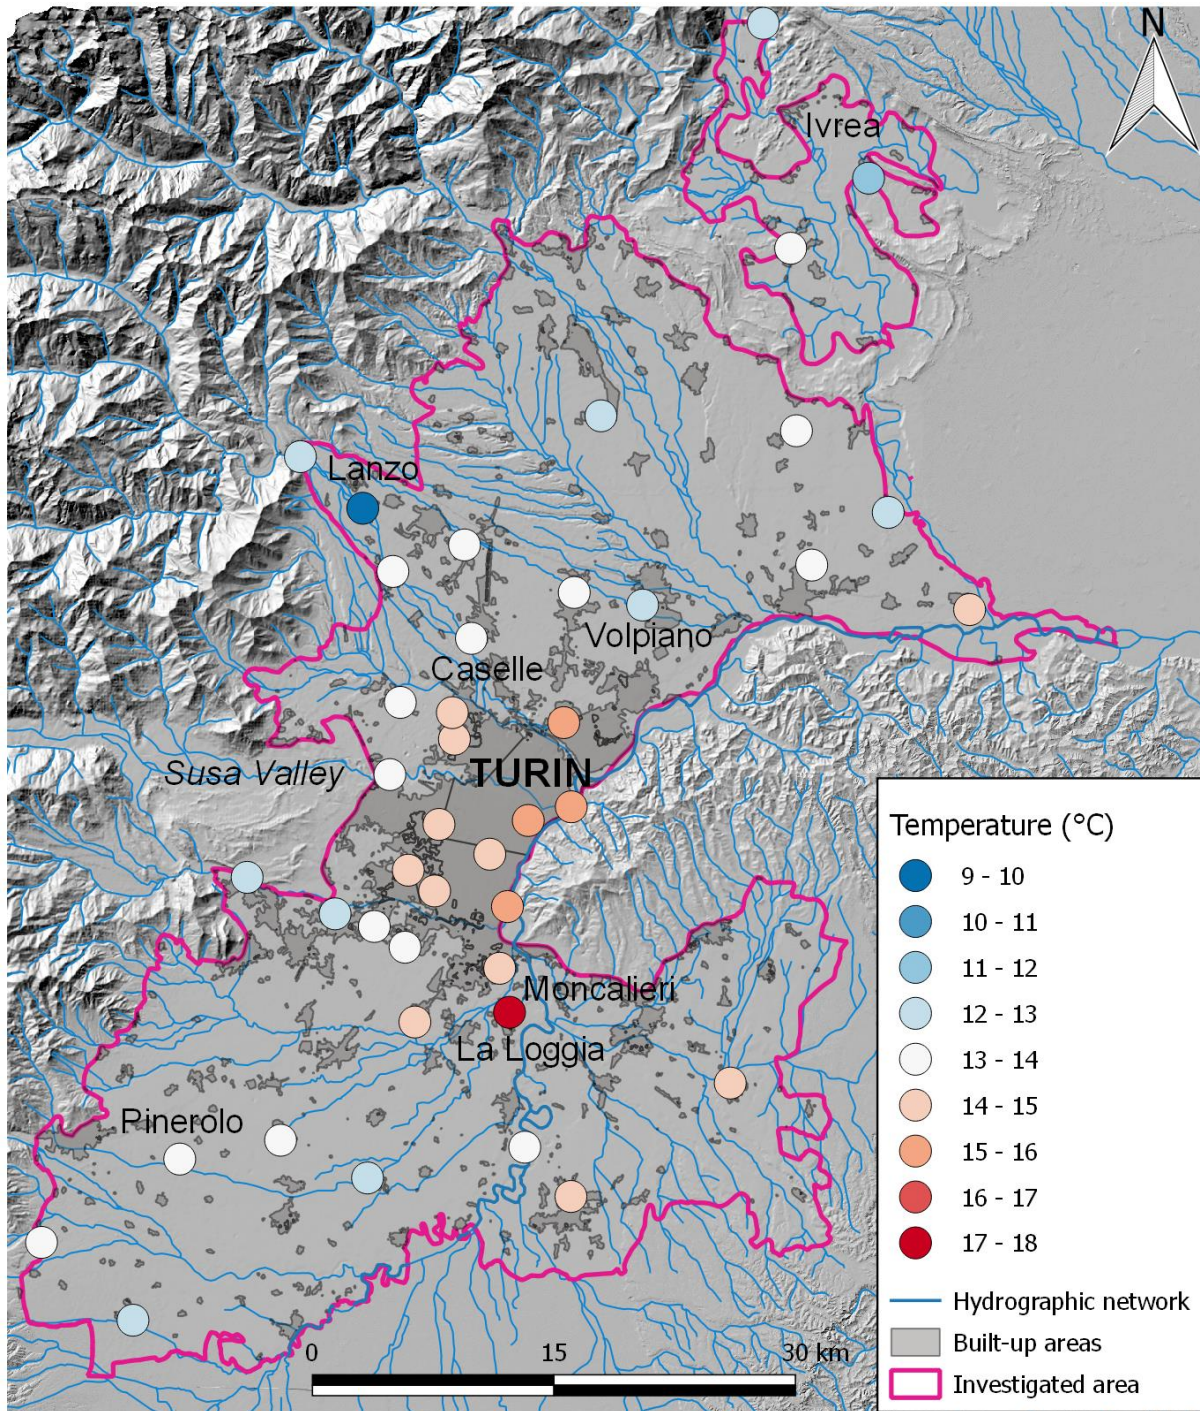 N
Ivrea
Lanzo
Volpiano
Caselle
Susa Valley
TURIN
Moncalieri
La Loggia
Pinerolo
0 15 30 km
Temperature (°C)
9 - 10
10 - 11
11 - 12
12 - 13
13 - 14
14 - 15
15 - 16
16 - 17
17 - 18
Hydrographic network
Built-up areas
Investigated area